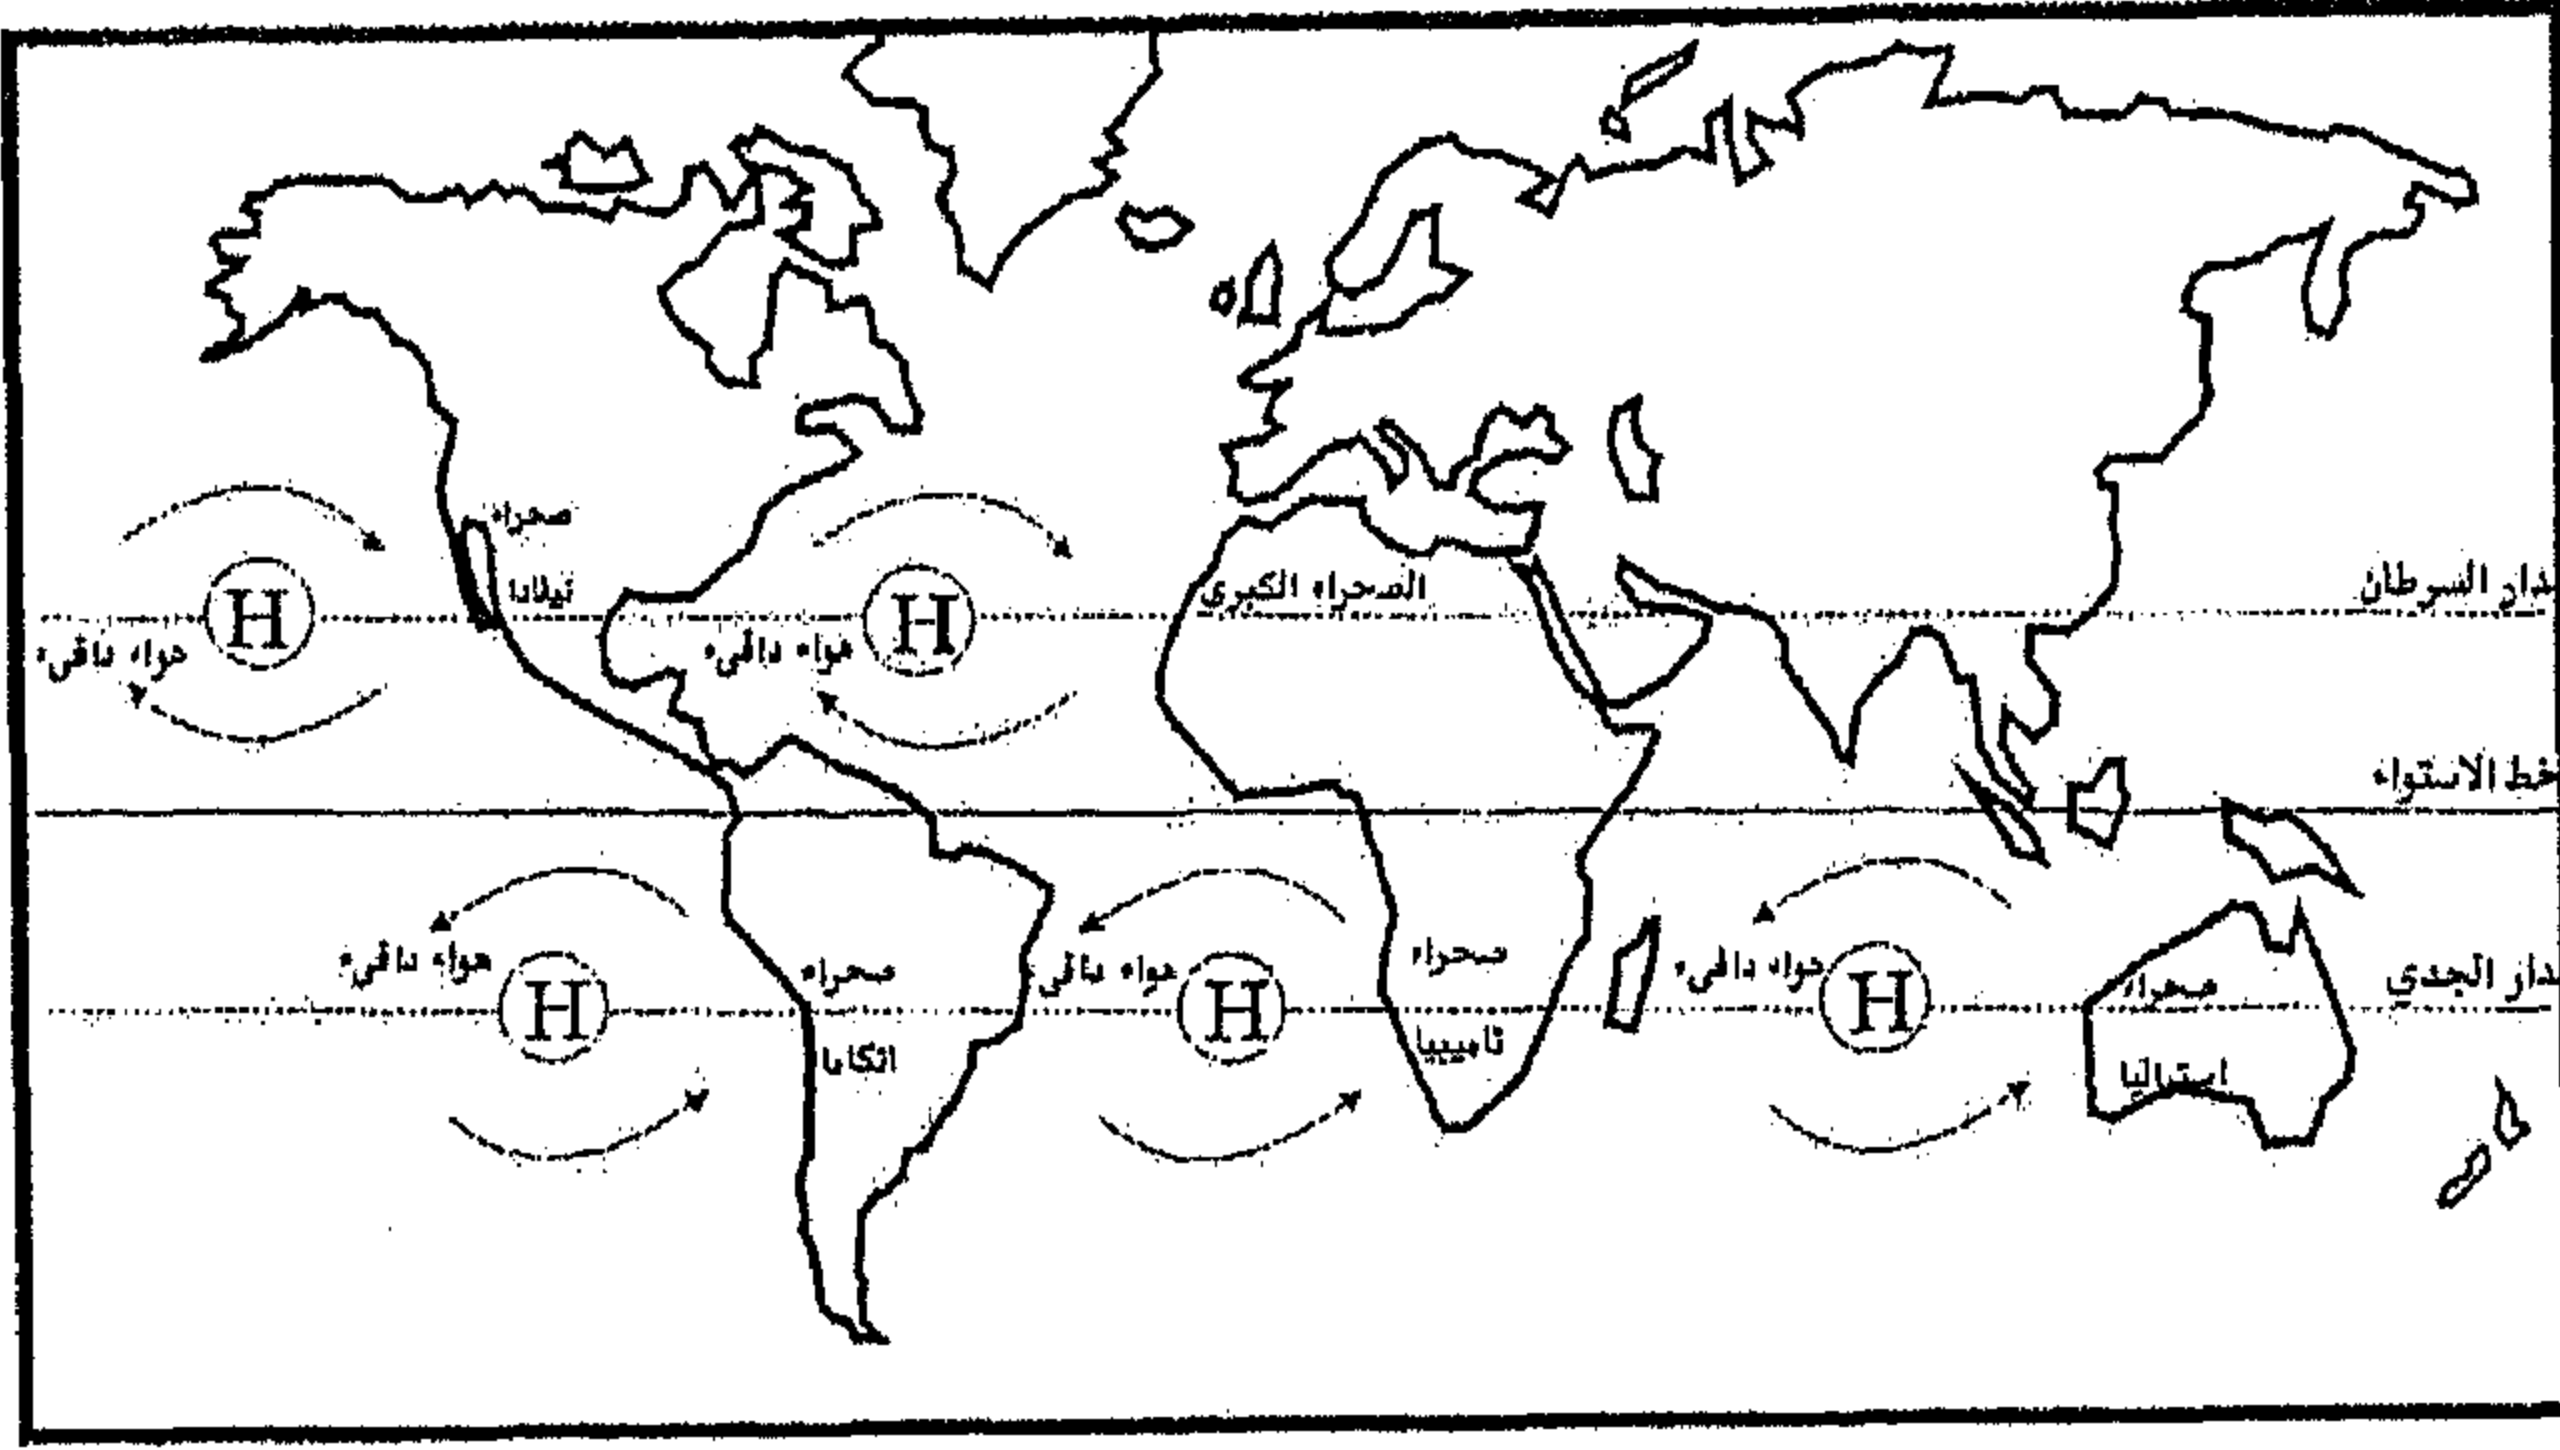 صحراء
نيفادا
الصحراء الكبرى
مدار السرطان
H
H
هواء دافيء
هواء دافيء
خط الاستواء
هواء دافيء
هواء دافيء
هواء دافيء
H
H
H
صحراء
اتكاما
صحراء
ناميبيا
صحراء
استراليا
مدار الجدي